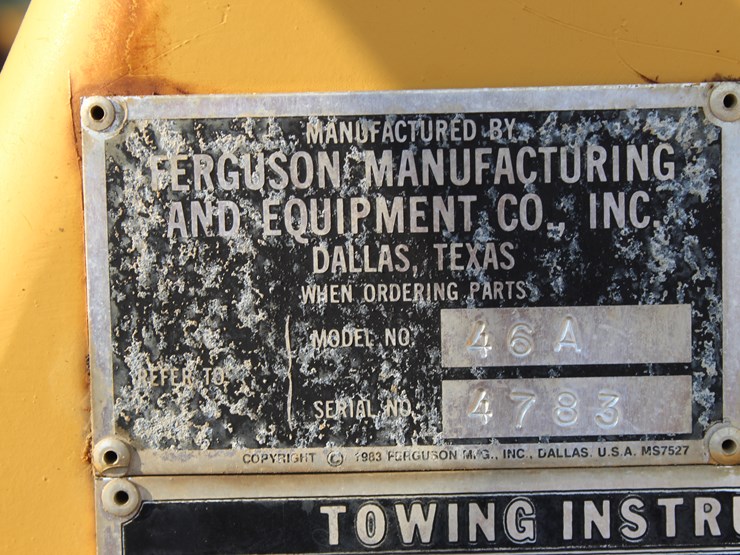 MANUFACTURED BY
FERGUSON MANUFACTURING
AND EQUIPMENT CO., INC.
DALLAS, TEXAS
WHEN ORDERING PARTS
REFER TO
MODEL NO. 46A
SERIAL NO. 4783
COPYRIGHT © 1983 FERGUSON MFG., INC., DALLAS, U.S.A. MS7527
TOWING INSTRU